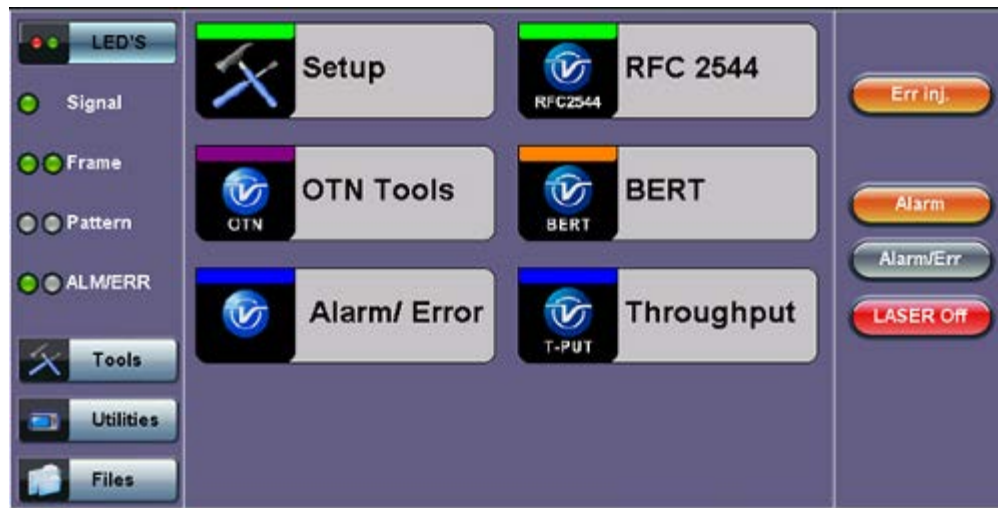 LED'S
Signal
Frame
Pattern
ALM/ERR
Tools
Utilities
Files
Setup
RFC2544
RFC 2544
OTN
OTN Tools
BERT
BERT
Alarm/ Error
T-PUT
Throughput
Err inj.
Alarm
Alarm/Err
LASER Off